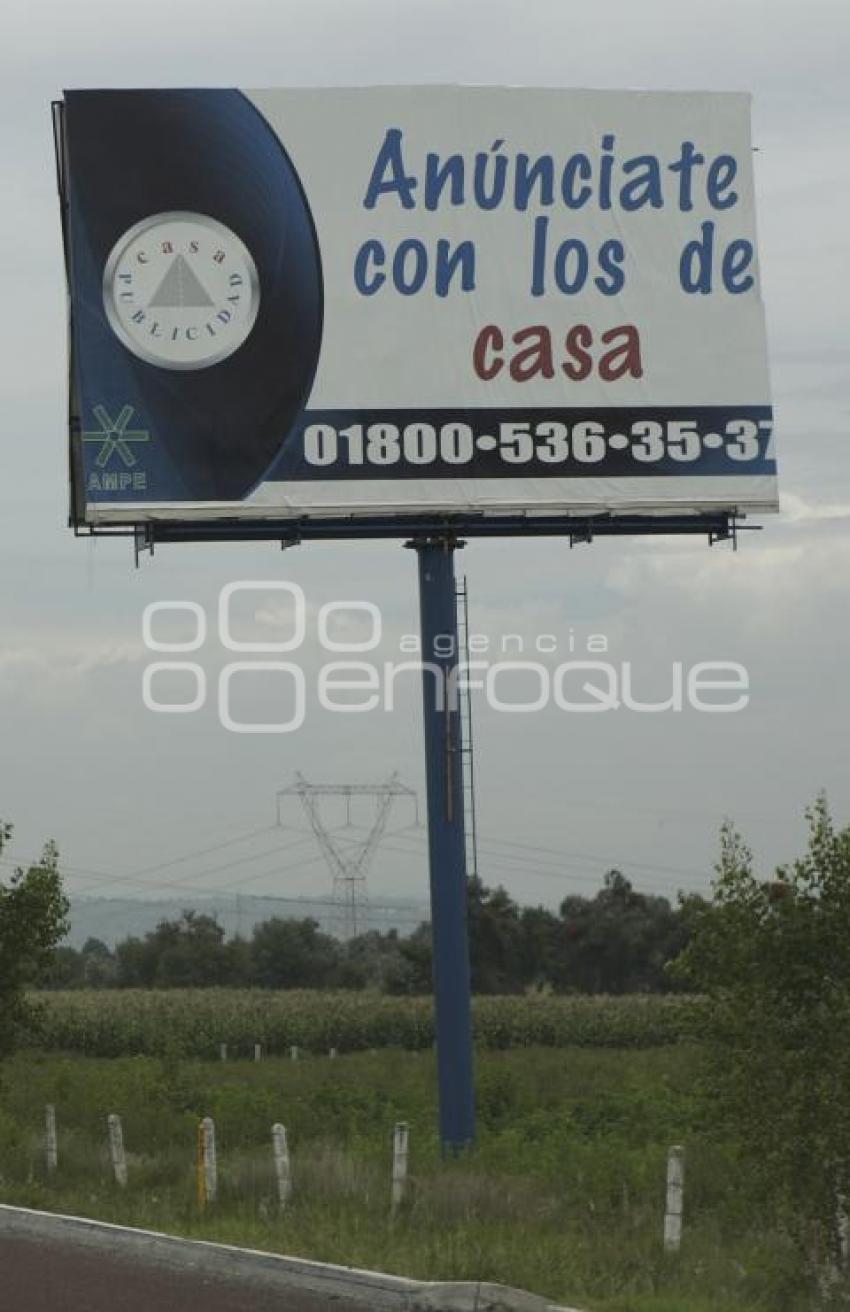 Anúnciate
con los de
casa
casa
PUBLICIDAD
01800•536•35•37
AMPE
agencia
enfoque